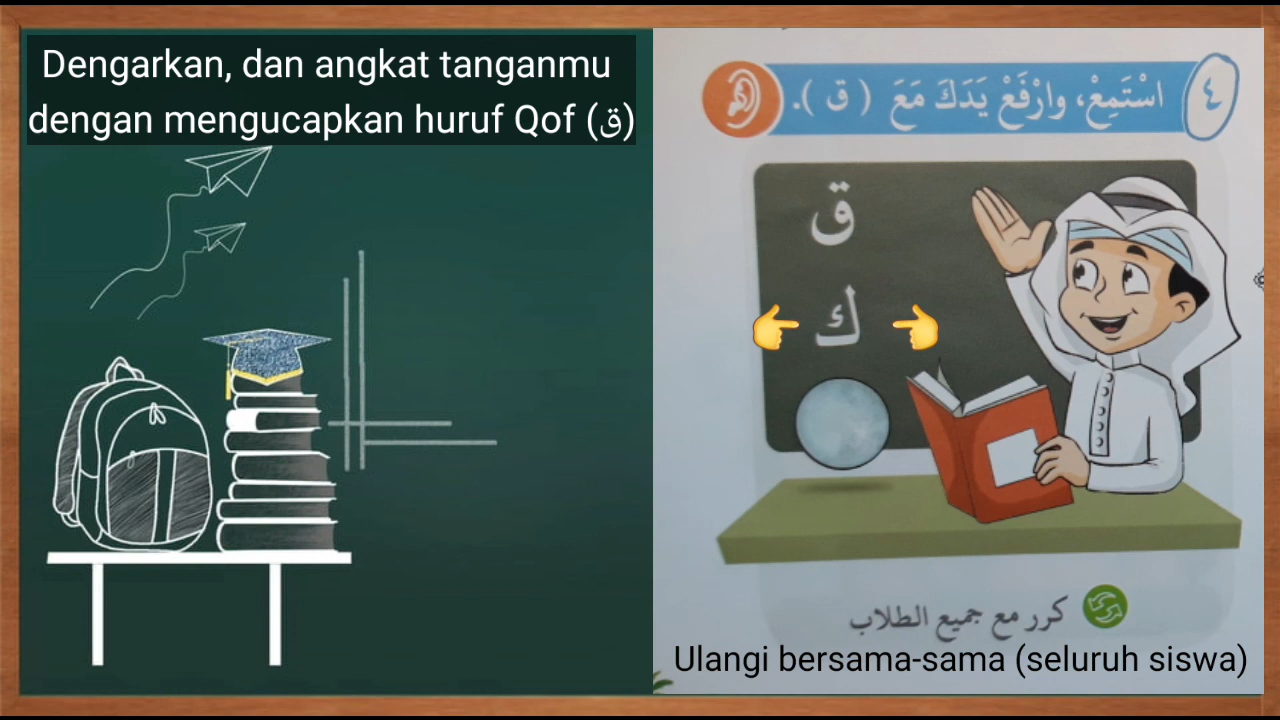 Dengarkan, dan angkat tanganmu
dengan mengucapkan huruf Qof (ق)
٤
اسْتَمِعْ، وارْفَعْ يَدَكَ مَعَ ( ق ).
ق
ك
كرر مع جميع الطلاب
Ulangi bersama-sama (seluruh siswa)